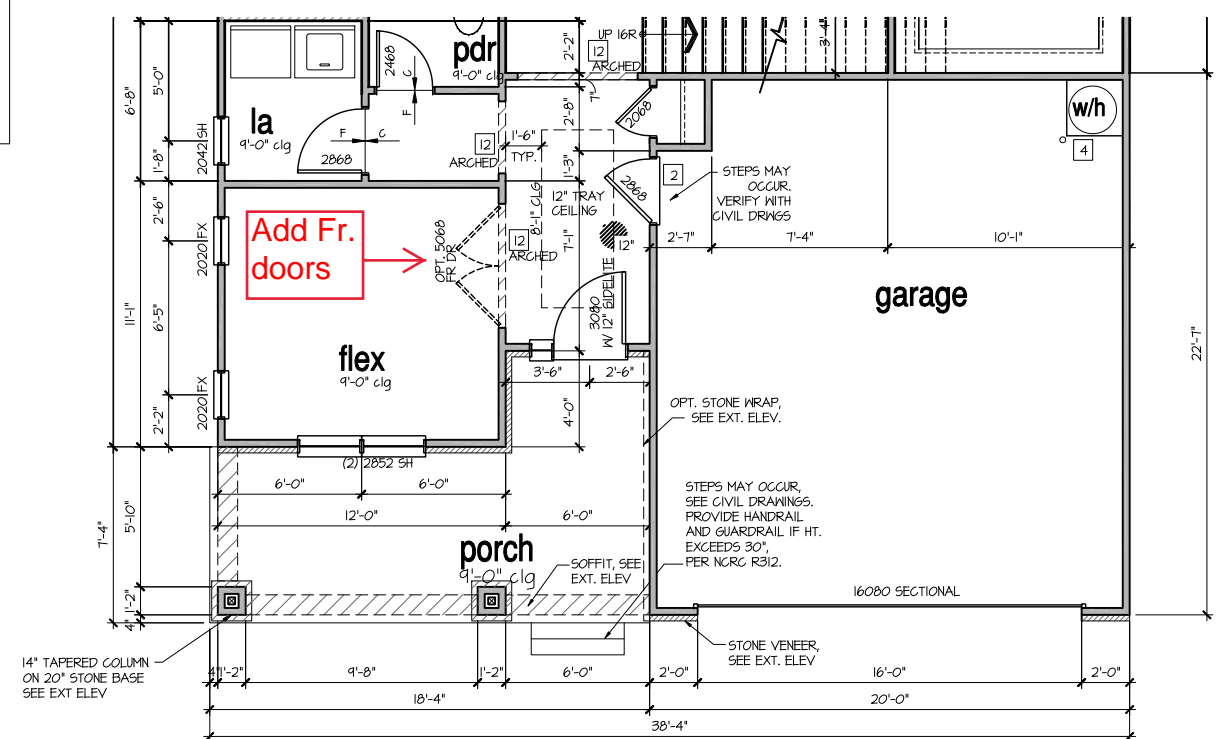 UP 16R
12
ARCHED
2'-2"
3'-4"
pdr
9'-0" clg
2468
C
F
7"
5'-0"
6'-8"
2'-8"
2068
w/h
4
la
9'-0" clg
F
C
2868
2042 SH
1'-8"
12
ARCHED
1'-6"
TYP.
1'-3"
2868
2
STEPS MAY
OCCUR.
VERIFY WITH
CIVIL DRWGS
12" TRAY
CEILING
8'-1" CLG
7'-1"
12"
2'-6"
2020 FX
Add Fr.
doors
OPT. 5068
FR DR
12
ARCHED
2'-7"
7'-4"
10'-1"
garage
11'-1"
6'-5"
3080
W/ 12" SIDELITE
22'-7"
flex
9'-0" clg
3'-6"
2'-6"
2020 FX
2'-2"
4'-0"
OPT. STONE WRAP,
SEE EXT. ELEV.
(2) 2852 SH
6'-0"
6'-0"
12'-0"
6'-0"
STEPS MAY OCCUR,
SEE CIVIL DRAWINGS.
PROVIDE HANDRAIL
AND GUARDRAIL IF HT.
EXCEEDS 30",
PER NCRC R312.
7'-4"
5'-10"
porch
9'-0" clg
SOFFIT, SEE
EXT. ELEV
16080 SECTIONAL
1'-2"
4"
14" TAPERED COLUMN
ON 20" STONE BASE
SEE EXT ELEV
STONE VENEER,
SEE EXT. ELEV
4"
1'-2"
9'-8"
1'-2"
6'-0"
2'-0"
16'-0"
2'-0"
18'-4"
20'-0"
38'-4"